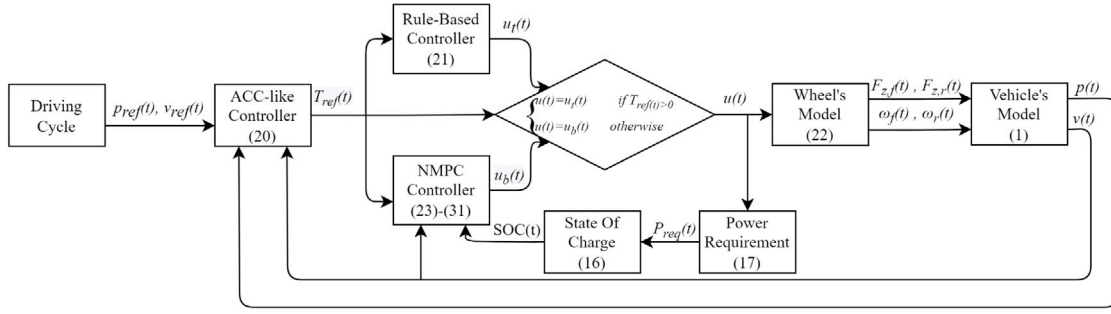 Driving
Cycle
p_ref(t), v_ref(t)
ACC-like
Controller
(20)
T_ref(t)
Rule-Based
Controller
(21)
u_t(t)
NMPC
Controller
(23)-(31)
u_b(t)
{u(t)=u_t(t) if T_ref(t)>0
u(t)=u_b(t) otherwise
u(t)
Wheel's
Model
(22)
F_z,f(t) , F_z,r(t)
ω_f(t) , ω_r(t)
Vehicle's
Model
(1)
p(t)
v(t)
SOC(t)
State Of
Charge
(16)
P_req(t)
Power
Requirement
(17)